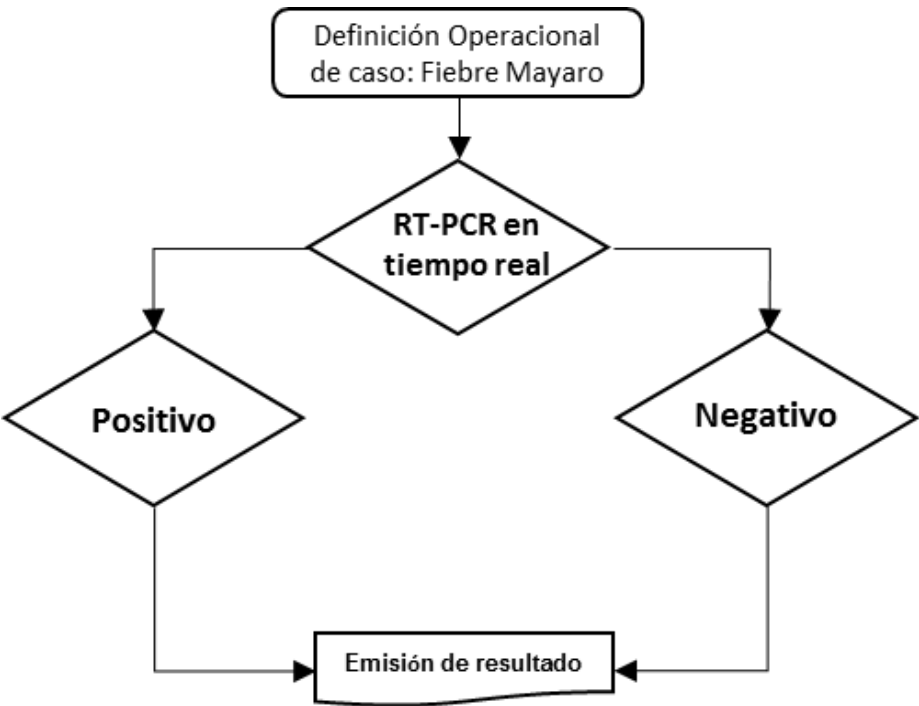 Definición Operacional
de caso: Fiebre Mayaro
RT-PCR en
tiempo real
Positivo
Negativo
Emisión de resultado